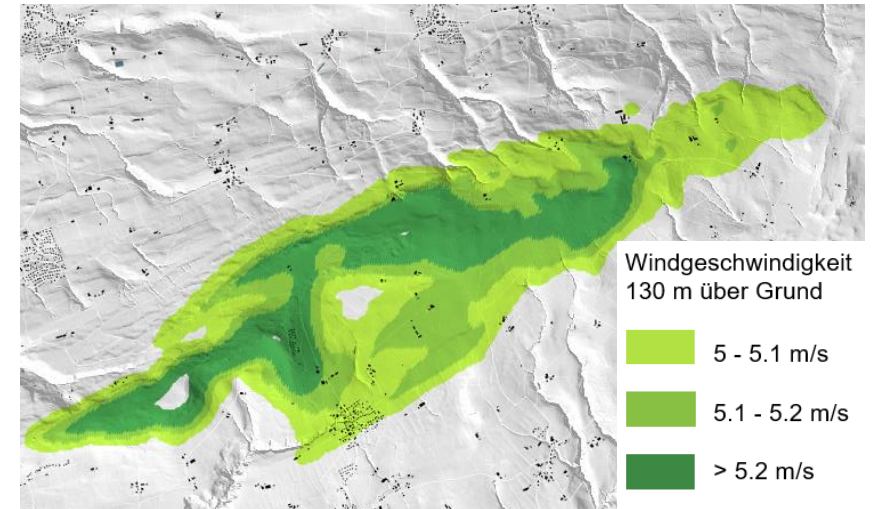 Windgeschwindigkeit
130 m über Grund
5 - 5.1 m/s
5.1 - 5.2 m/s
> 5.2 m/s